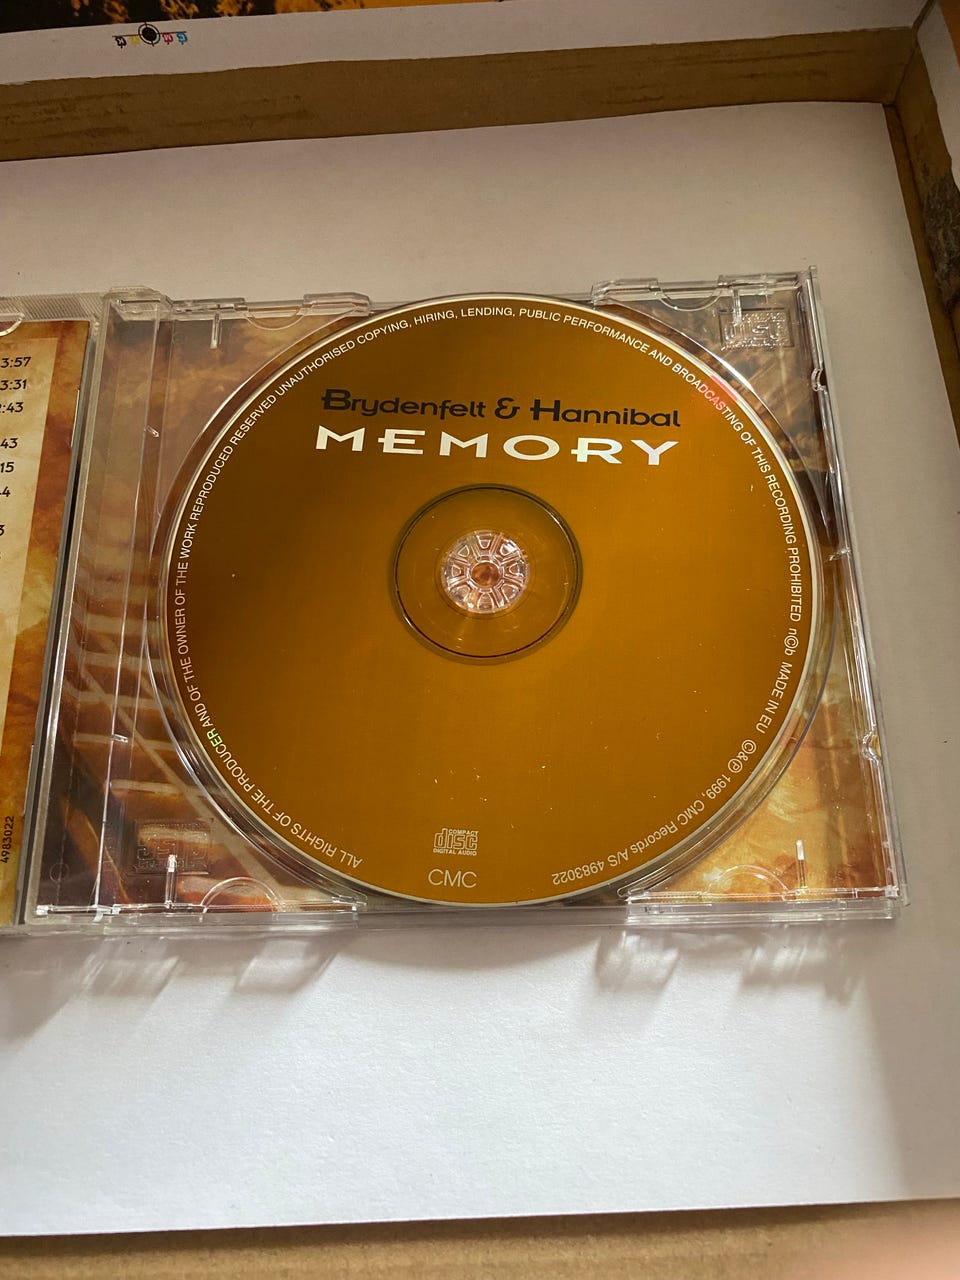 3:57
3:31
2:43
43
15
4983022
Brydenfelt & Hannibal
MEMORY
ALL RIGHTS OF THE PRODUCER AND OF THE OWNER OF THE WORK REPRODUCED RESERVED UNAUTHORISED COPYING, HIRING, LENDING, PUBLIC PERFORMANCE AND BROADCASTING OF THIS RECORDING PROHIBITED n©b MADE IN EU ©&℗ 1999, CMC Records A/S 4983022
COMPACT
disc
DIGITAL AUDIO
CMC